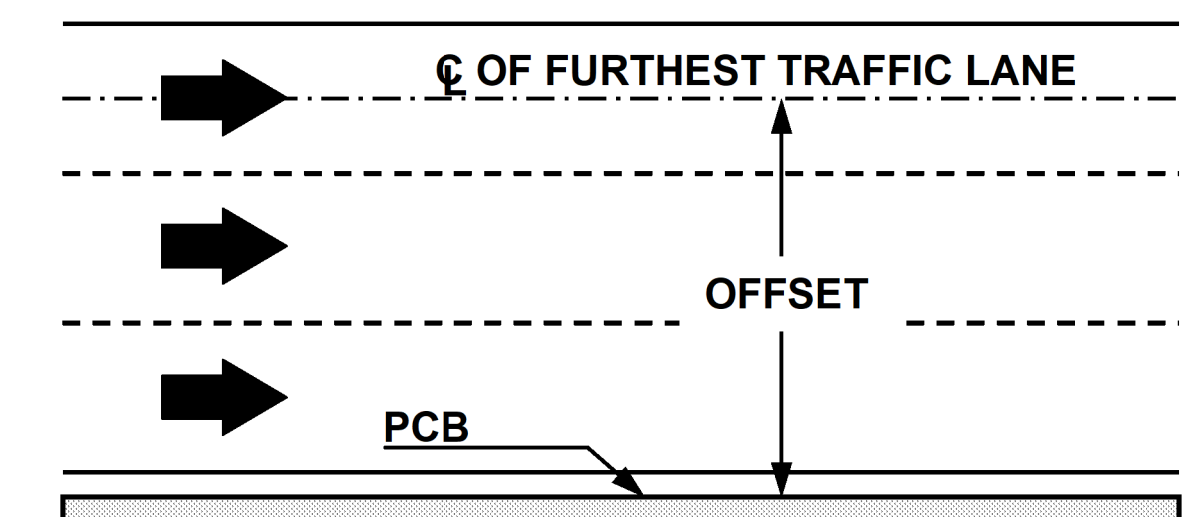 ℄ OF FURTHEST TRAFFIC LANE
OFFSET
PCB